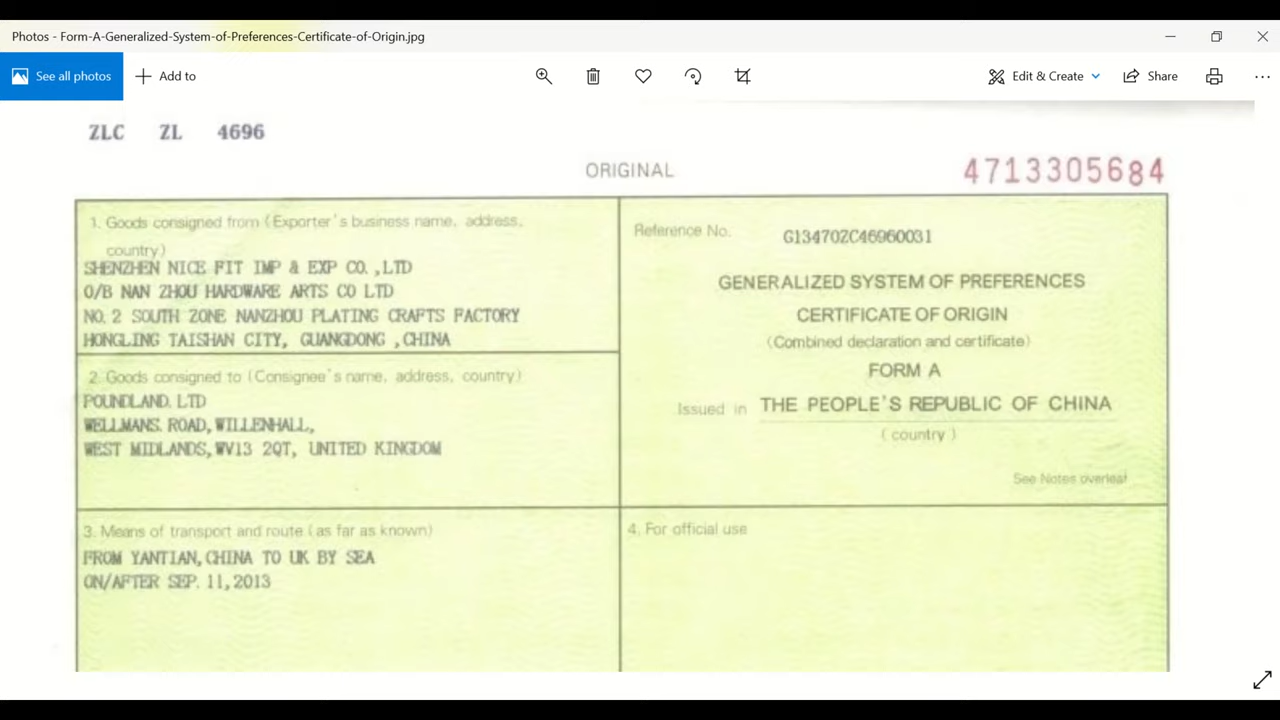 Photos - Form-A-Generalized-System-of-Preferences-Certificate-of-Origin.jpg
See all photos
Add to
Edit & Create
Share
ZLC ZL 4696
ORIGINAL
4713305684
1. Goods consigned from (Exporter's business name, address,
country)
SHENZHEN NICE FIT IMP & EXP CO.,LTD
O/B NAN ZHOU HARDWARE ARTS CO LTD
NO.2 SOUTH ZONE NANZHOU PLATING CRAFTS FACTORY
HONGLING TAISHAN CITY, GUANGDONG ,CHINA
Reference No. G13470ZC46960031
GENERALIZED SYSTEM OF PREFERENCES
CERTIFICATE OF ORIGIN
(Combined declaration and certificate)
FORM A
Issued in THE PEOPLE'S REPUBLIC OF CHINA
(country)
See Notes overleaf
2. Goods consigned to (Consignee's name, address, country)
POUNDLAND. LTD
WELLMANS. ROAD, WILLENHALL,
WEST MIDLANDS, WV13 2QT, UNITED KINGDOM
3. Means of transport and route (as far as known)
FROM YANTIAN, CHINA TO UK BY SEA
ON/AFTER SEP. 11, 2013
4. For official use